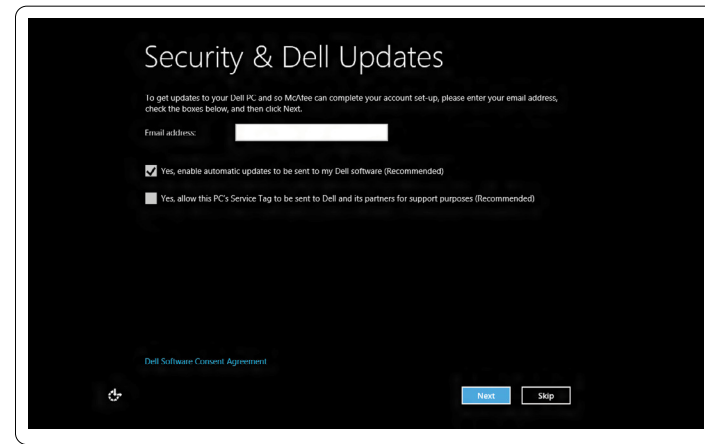 Security & Dell Updates
To get updates to your Dell PC and so McAfee can complete your account set-up, please enter your email address,
check the boxes below, and then click Next.
Email address:
Yes, enable automatic updates to be sent to my Dell software (Recommended)
Yes, allow this PC's Service Tag to be sent to Dell and its partners for support purposes (Recommended)
Dell Software Consent Agreement
Next
Skip